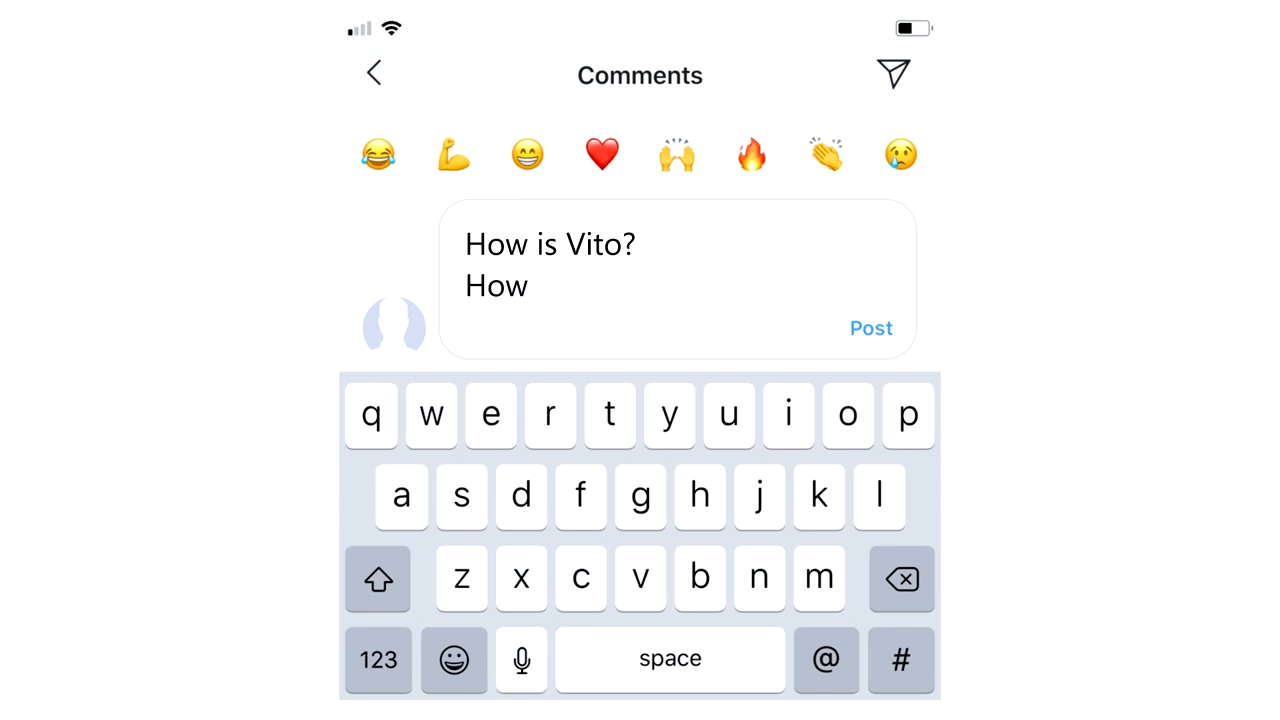 Comments
How is Vito?
How
Post
q w e r t y u i o p
a s d f g h j k l
z x c v b n m
123 space @ #